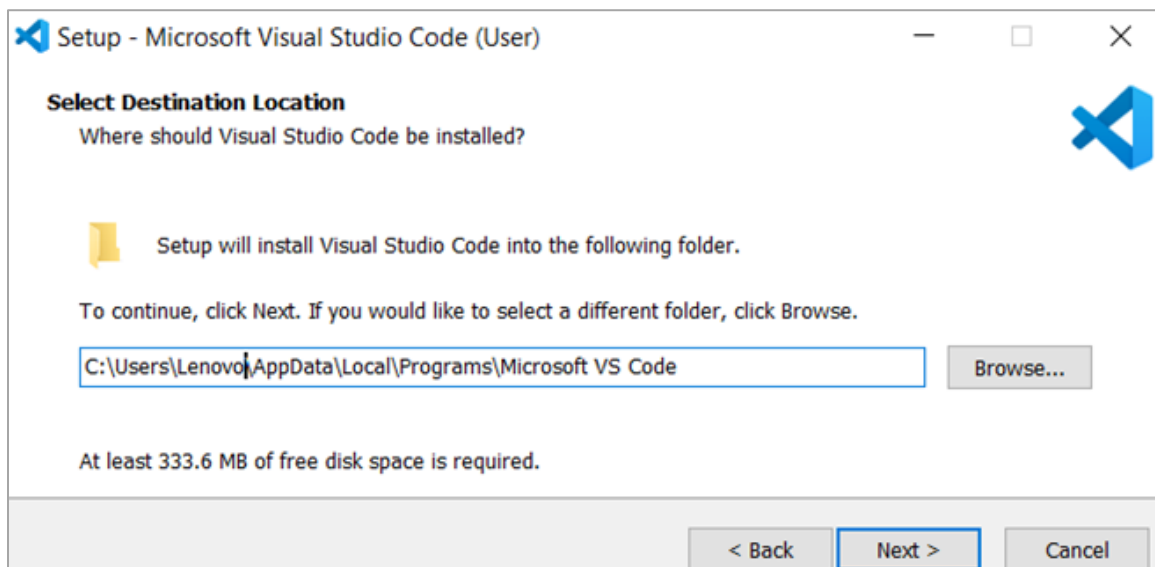 Setup - Microsoft Visual Studio Code (User)
Select Destination Location
Where should Visual Studio Code be installed?
Setup will install Visual Studio Code into the following folder.
To continue, click Next. If you would like to select a different folder, click Browse.
C:\Users\Lenovo\AppData\Local\Programs\Microsoft VS Code
Browse...
At least 333.6 MB of free disk space is required.
< Back Next > Cancel